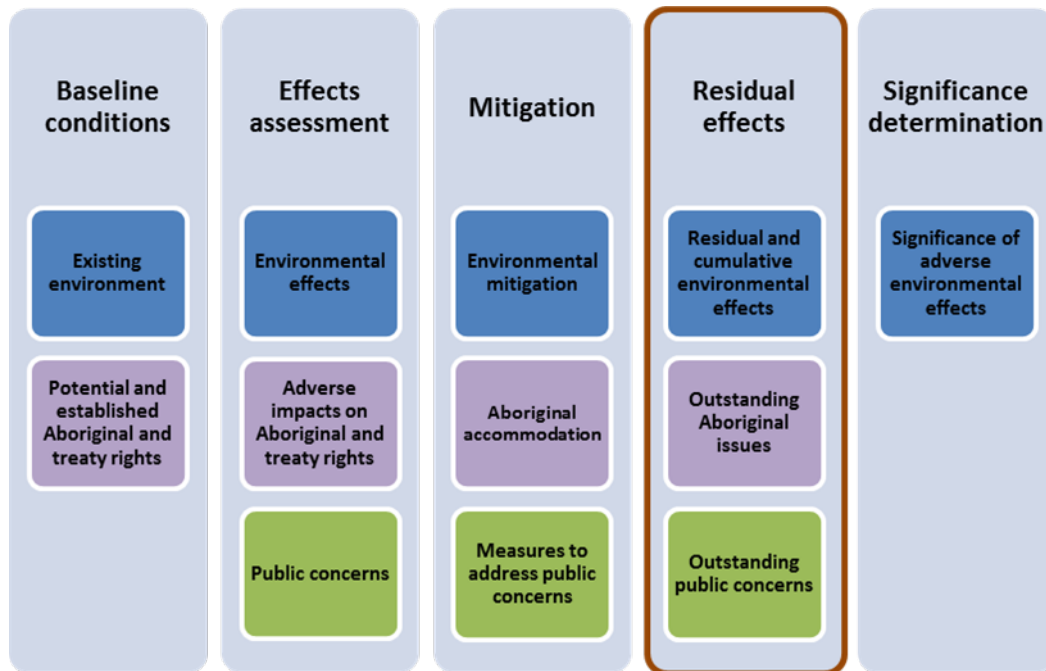 Baseline
conditions
Effects
assessment
Mitigation
Residual
effects
Significance
determination
Existing
environment
Environmental
effects
Environmental
mitigation
Residual and
cumulative
environmental
effects
Significance of
adverse
environmental
effects
Potential and
established
Aboriginal and
treaty rights
Adverse
impacts on
Aboriginal and
treaty rights
Aboriginal
accommodation
Outstanding
Aboriginal
issues
Public concerns
Measures to
address public
concerns
Outstanding
public concerns